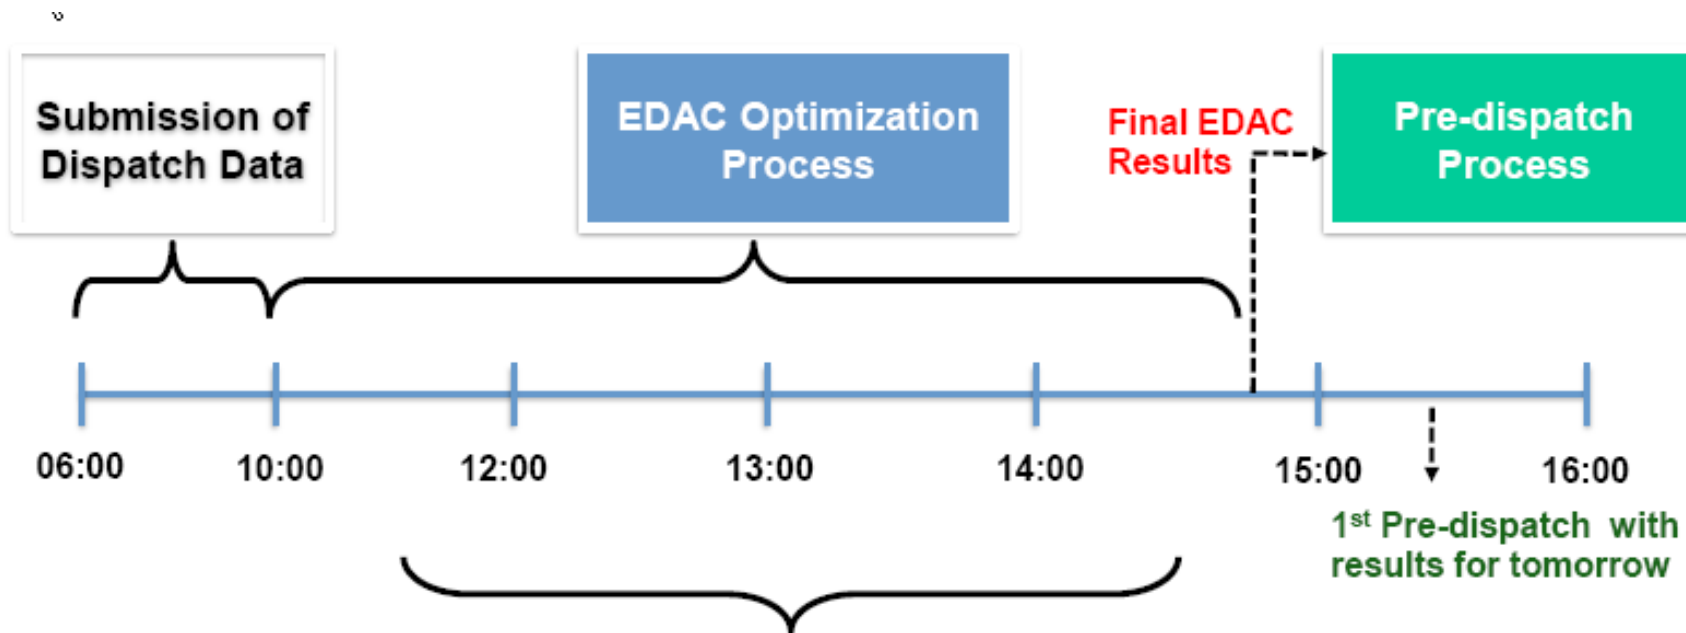 Submission of
Dispatch Data
EDAC Optimization
Process
Final EDAC
Results
Pre-dispatch
Process
06:00
10:00
12:00
13:00
14:00
15:00
16:00
1st Pre-dispatch with
results for tomorrow